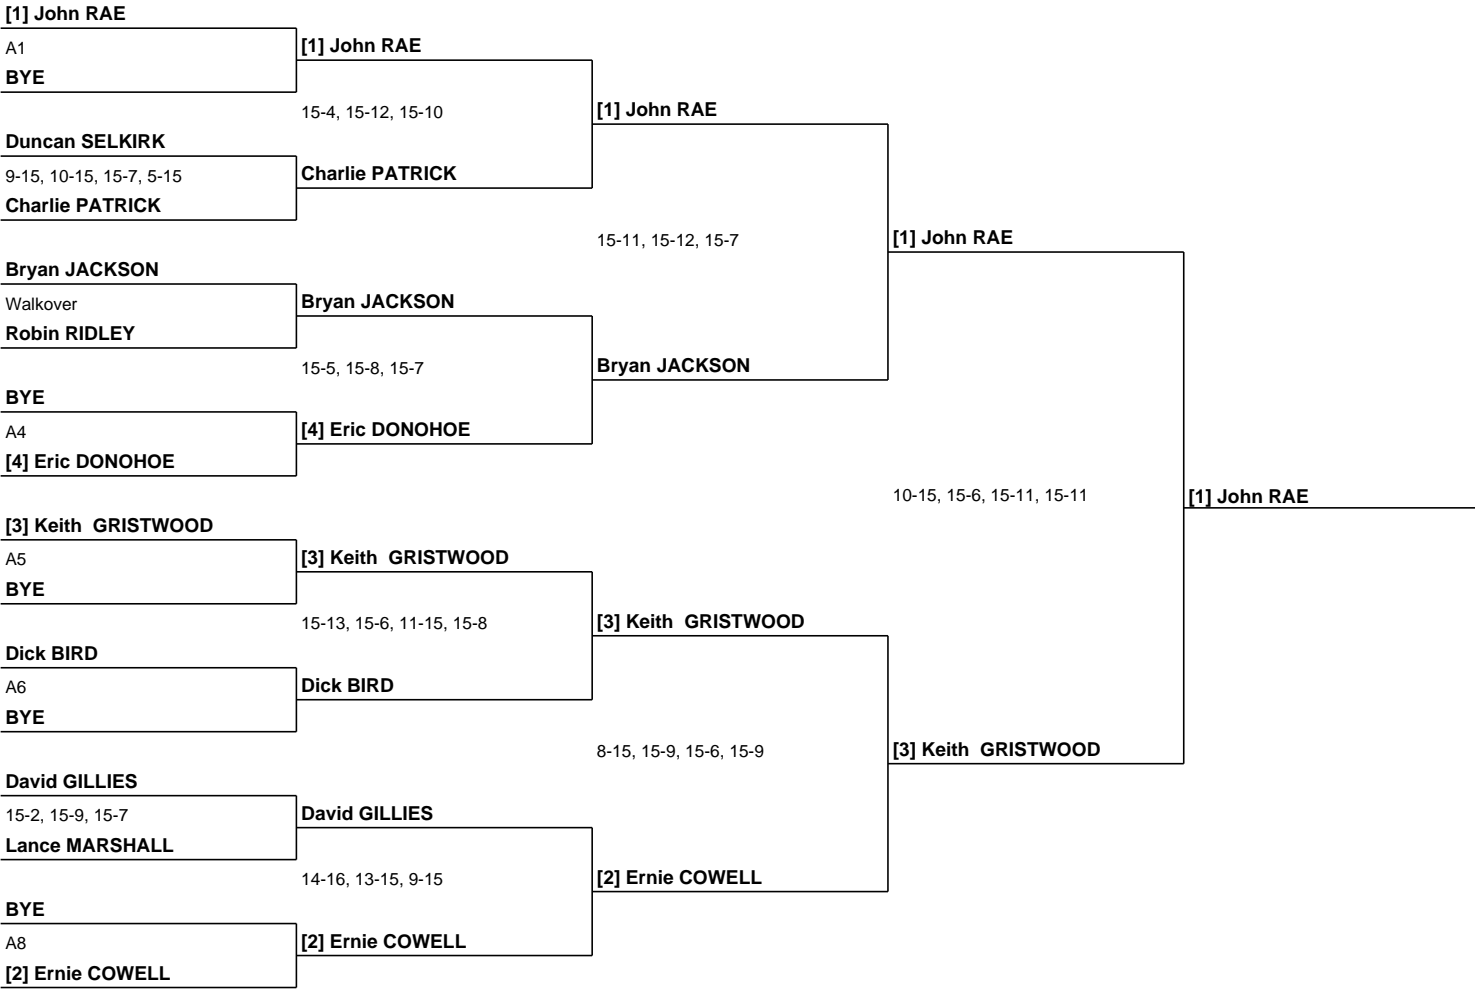 [1] John RAE
A1
BYE
Duncan SELKIRK
9-15, 10-15, 15-7, 5-15
Charlie PATRICK
Bryan JACKSON
Walkover
Robin RIDLEY
BYE
A4
[4] Eric DONOHOE
[3] Keith  GRISTWOOD
A5
BYE
Dick BIRD
A6
BYE
David GILLIES
15-2, 15-9, 15-7
Lance MARSHALL
BYE
A8
[2] Ernie COWELL
[1] John RAE
15-4, 15-12, 15-10
Charlie PATRICK
Bryan JACKSON
15-5, 15-8, 15-7
[4] Eric DONOHOE
[3] Keith  GRISTWOOD
15-13, 15-6, 11-15, 15-8
Dick BIRD
David GILLIES
14-16, 13-15, 9-15
[2] Ernie COWELL
[1] John RAE
15-11, 15-12, 15-7
Bryan JACKSON
[3] Keith  GRISTWOOD
8-15, 15-9, 15-6, 15-9
[2] Ernie COWELL
[1] John RAE
10-15, 15-6, 15-11, 15-11
[3] Keith  GRISTWOOD
[1] John RAE